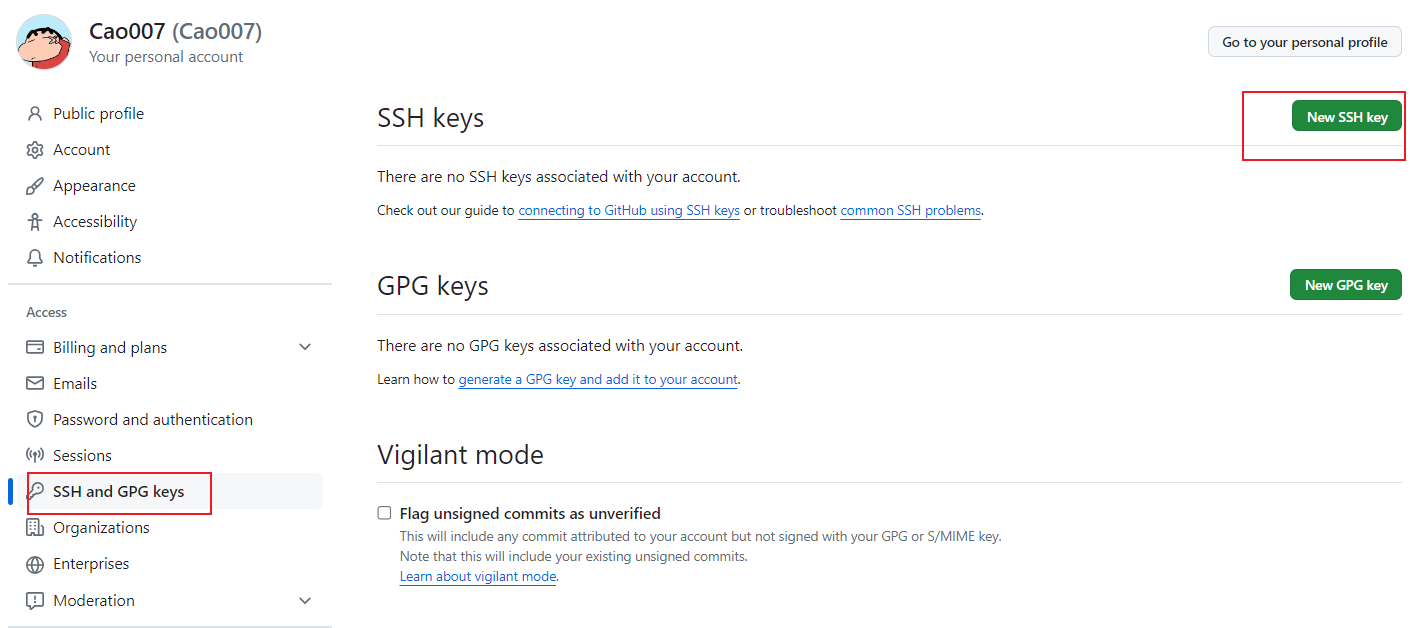 Cao007 (Cao007)
Your personal account
Go to your personal profile
Public profile
Account
Appearance
Accessibility
Notifications
Access
Billing and plans
Emails
Password and authentication
Sessions
SSH and GPG keys
Organizations
Enterprises
Moderation
SSH keys
New SSH key
There are no SSH keys associated with your account.
Check out our guide to connecting to GitHub using SSH keys or troubleshoot common SSH problems.
GPG keys
New GPG key
There are no GPG keys associated with your account.
Learn how to generate a GPG key and add it to your account.
Vigilant mode
Flag unsigned commits as unverified
This will include any commit attributed to your account but not signed with your GPG or S/MIME key.
Note that this will include your existing unsigned commits.
Learn about vigilant mode.